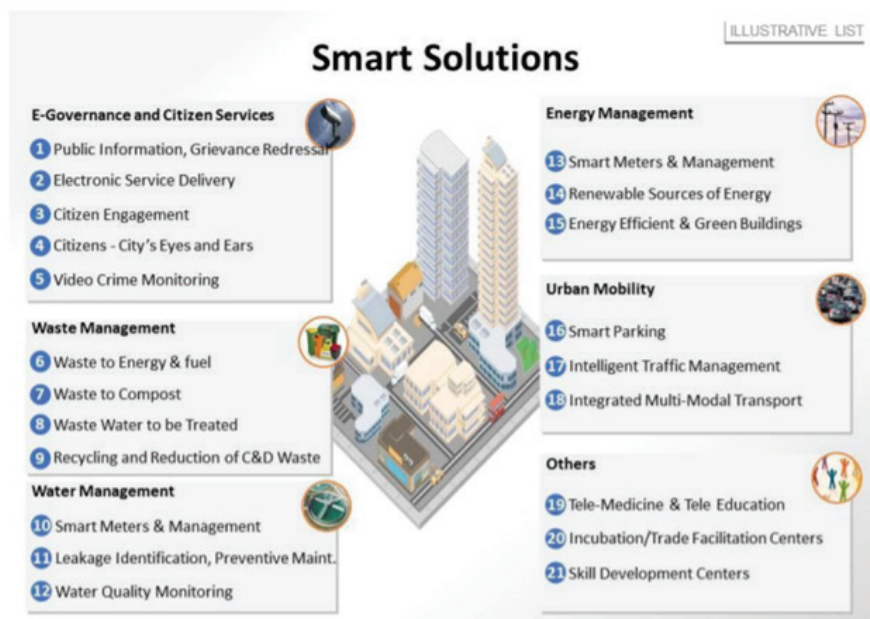 ILLUSTRATIVE LIST
Smart Solutions
E-Governance and Citizen Services
1 Public Information, Grievance Redressal
2 Electronic Service Delivery
3 Citizen Engagement
4 Citizens - City's Eyes and Ears
5 Video Crime Monitoring
Waste Management
6 Waste to Energy & fuel
7 Waste to Compost
8 Waste Water to be Treated
9 Recycling and Reduction of C&D Waste
Water Management
10 Smart Meters & Management
11 Leakage Identification, Preventive Maint.
12 Water Quality Monitoring
Energy Management
13 Smart Meters & Management
14 Renewable Sources of Energy
15 Energy Efficient & Green Buildings
Urban Mobility
16 Smart Parking
17 Intelligent Traffic Management
18 Integrated Multi-Modal Transport
Others
19 Tele-Medicine & Tele Education
20 Incubation/Trade Facilitation Centers
21 Skill Development Centers